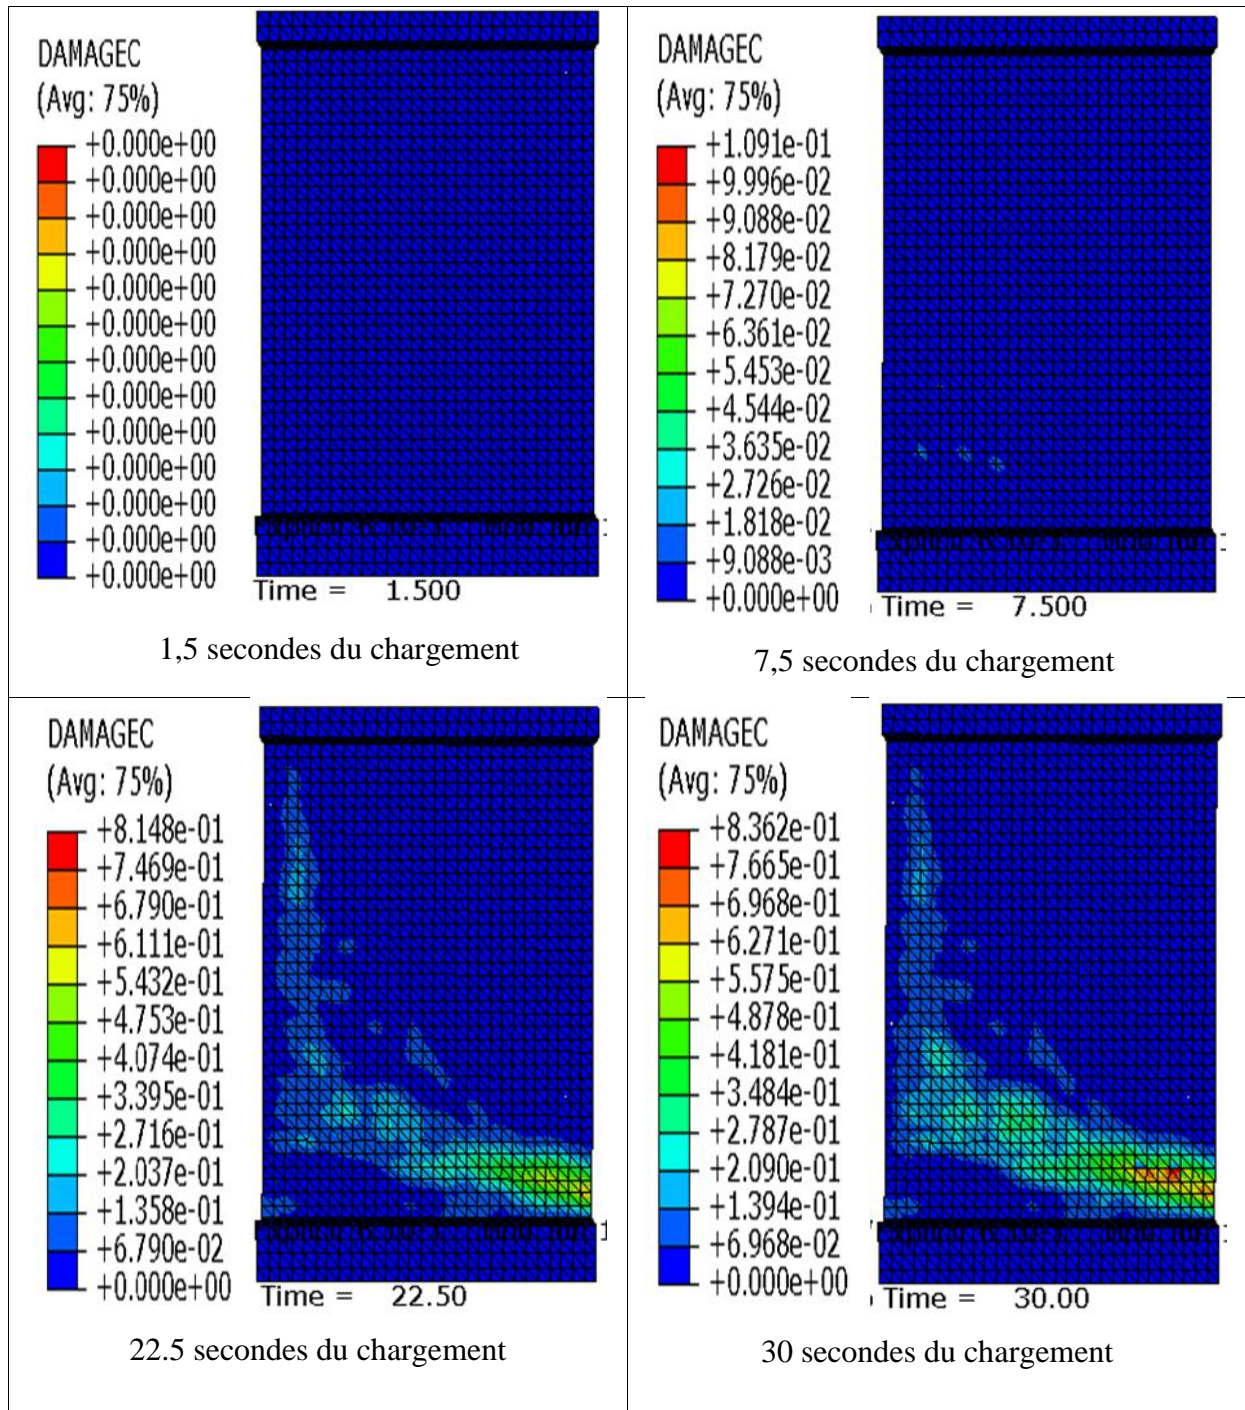 DAMAGEC
(Avg: 75%)
+0.000e+00
+0.000e+00
+0.000e+00
+0.000e+00
+0.000e+00
+0.000e+00
+0.000e+00
+0.000e+00
+0.000e+00
+0.000e+00
+0.000e+00
+0.000e+00
+0.000e+00
Time = 1.500
1,5 secondes du chargement
DAMAGEC
(Avg: 75%)
+1.091e-01
+9.996e-02
+9.088e-02
+8.179e-02
+7.270e-02
+6.361e-02
+5.453e-02
+4.544e-02
+3.635e-02
+2.726e-02
+1.818e-02
+9.088e-03
+0.000e+00
Time = 7.500
7,5 secondes du chargement
DAMAGEC
(Avg: 75%)
+8.148e-01
+7.469e-01
+6.790e-01
+6.111e-01
+5.432e-01
+4.753e-01
+4.074e-01
+3.395e-01
+2.716e-01
+2.037e-01
+1.358e-01
+6.790e-02
+0.000e+00
Time = 22.50
22.5 secondes du chargement
DAMAGEC
(Avg: 75%)
+8.362e-01
+7.665e-01
+6.968e-01
+6.271e-01
+5.575e-01
+4.878e-01
+4.181e-01
+3.484e-01
+2.787e-01
+2.090e-01
+1.394e-01
+6.968e-02
+0.000e+00
Time = 30.00
30 secondes du chargement